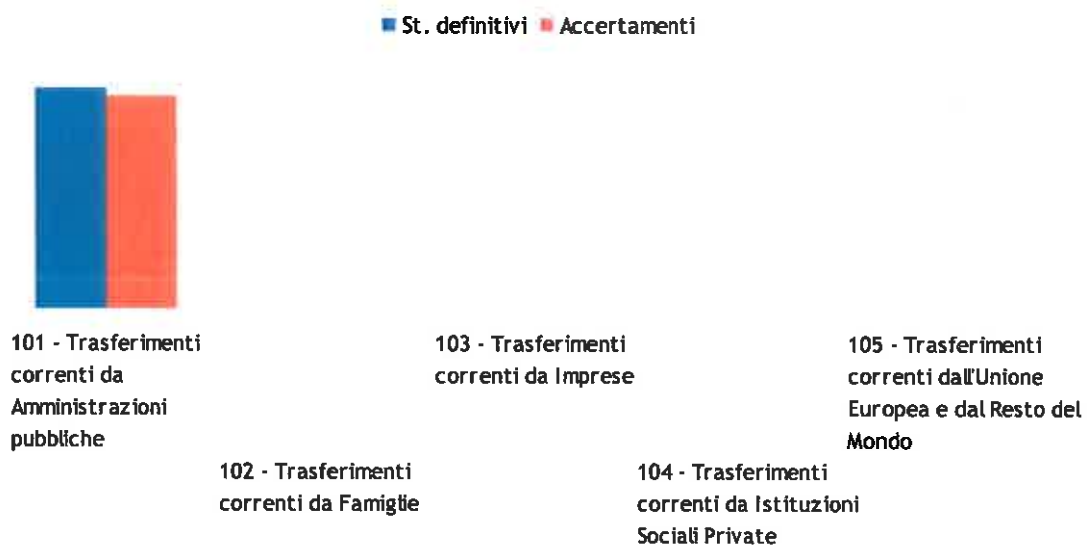 St. definitivi Accertamenti
101 - Trasferimenti
correnti da
Amministrazioni
pubbliche
102 - Trasferimenti
correnti da Famiglie
103 - Trasferimenti
correnti da Imprese
104 - Trasferimenti
correnti da Istituzioni
Sociali Private
105 - Trasferimenti
correnti dall'Unione
Europea e dal Resto del
Mondo